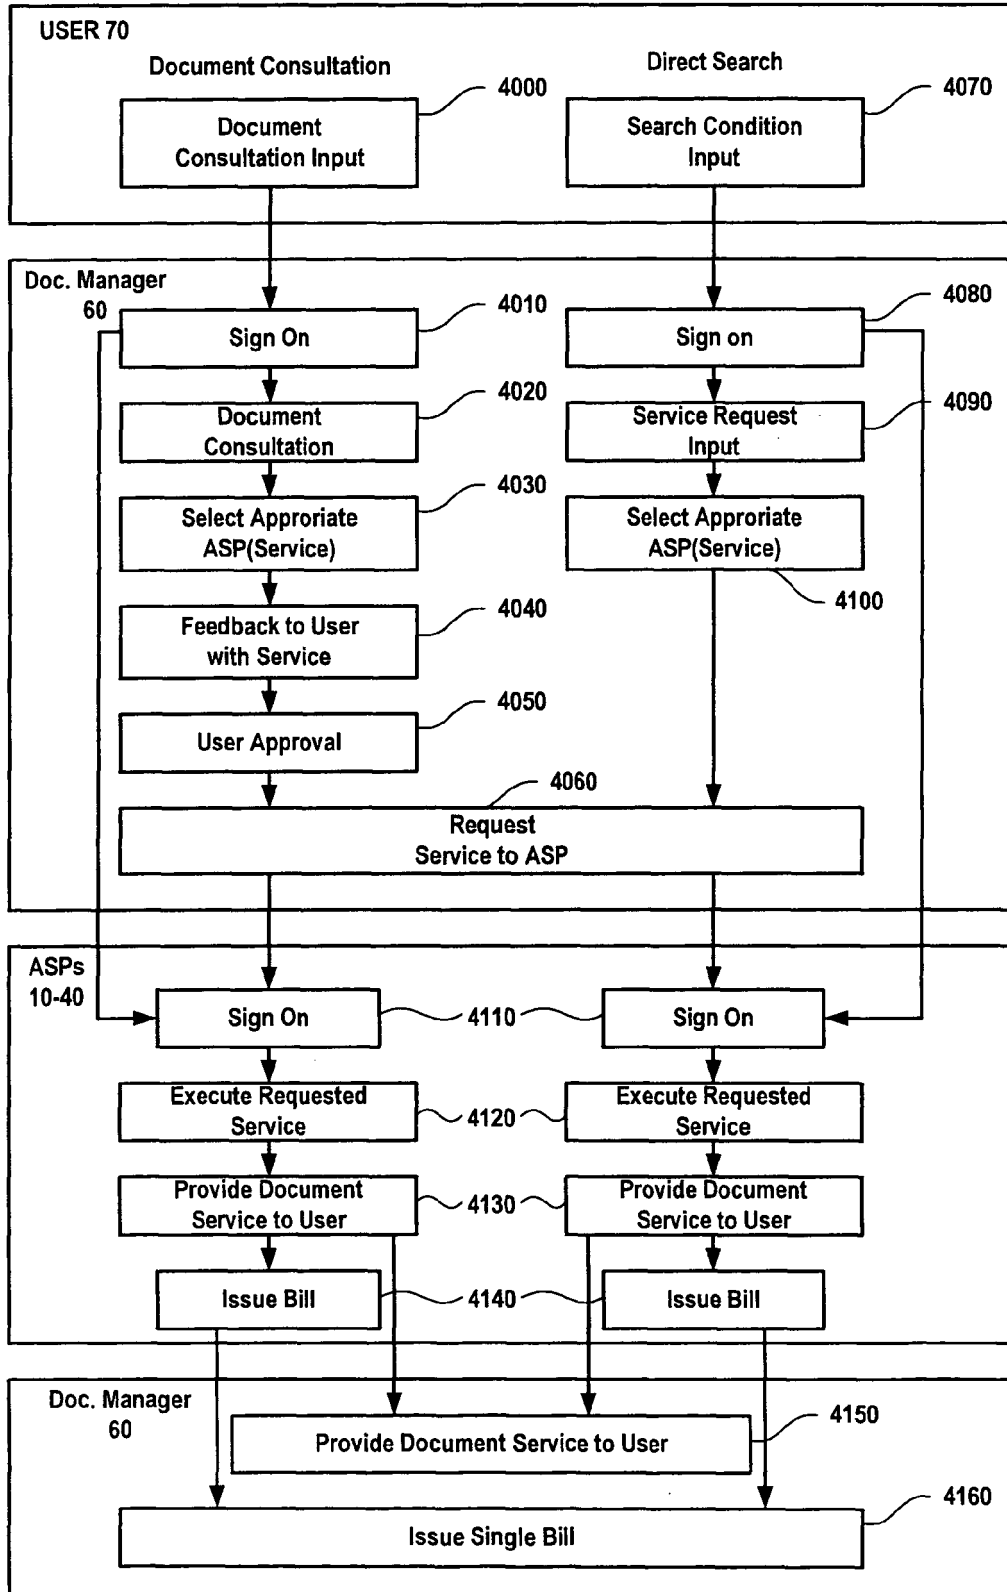 USER 70
Document Consultation
Direct Search
4000
4070
Document
Consultation Input
Search Condition
Input
Doc. Manager
60
4010
4080
Sign On
Sign on
4020
4090
Document
Consultation
Service Request
Input
4030
Select Approriate
ASP(Service)
Select Approriate
ASP(Service)
4100
4040
Feedback to User
with Service
4050
User Approval
4060
Request
Service to ASP
ASPs
10-40
Sign On
4110
Sign On
Execute Requested
Service
4120
Execute Requested
Service
Provide Document
Service to User
4130
Provide Document
Service to User
Issue Bill
4140
Issue Bill
Doc. Manager
60
4150
Provide Document Service to User
4160
Issue Single Bill